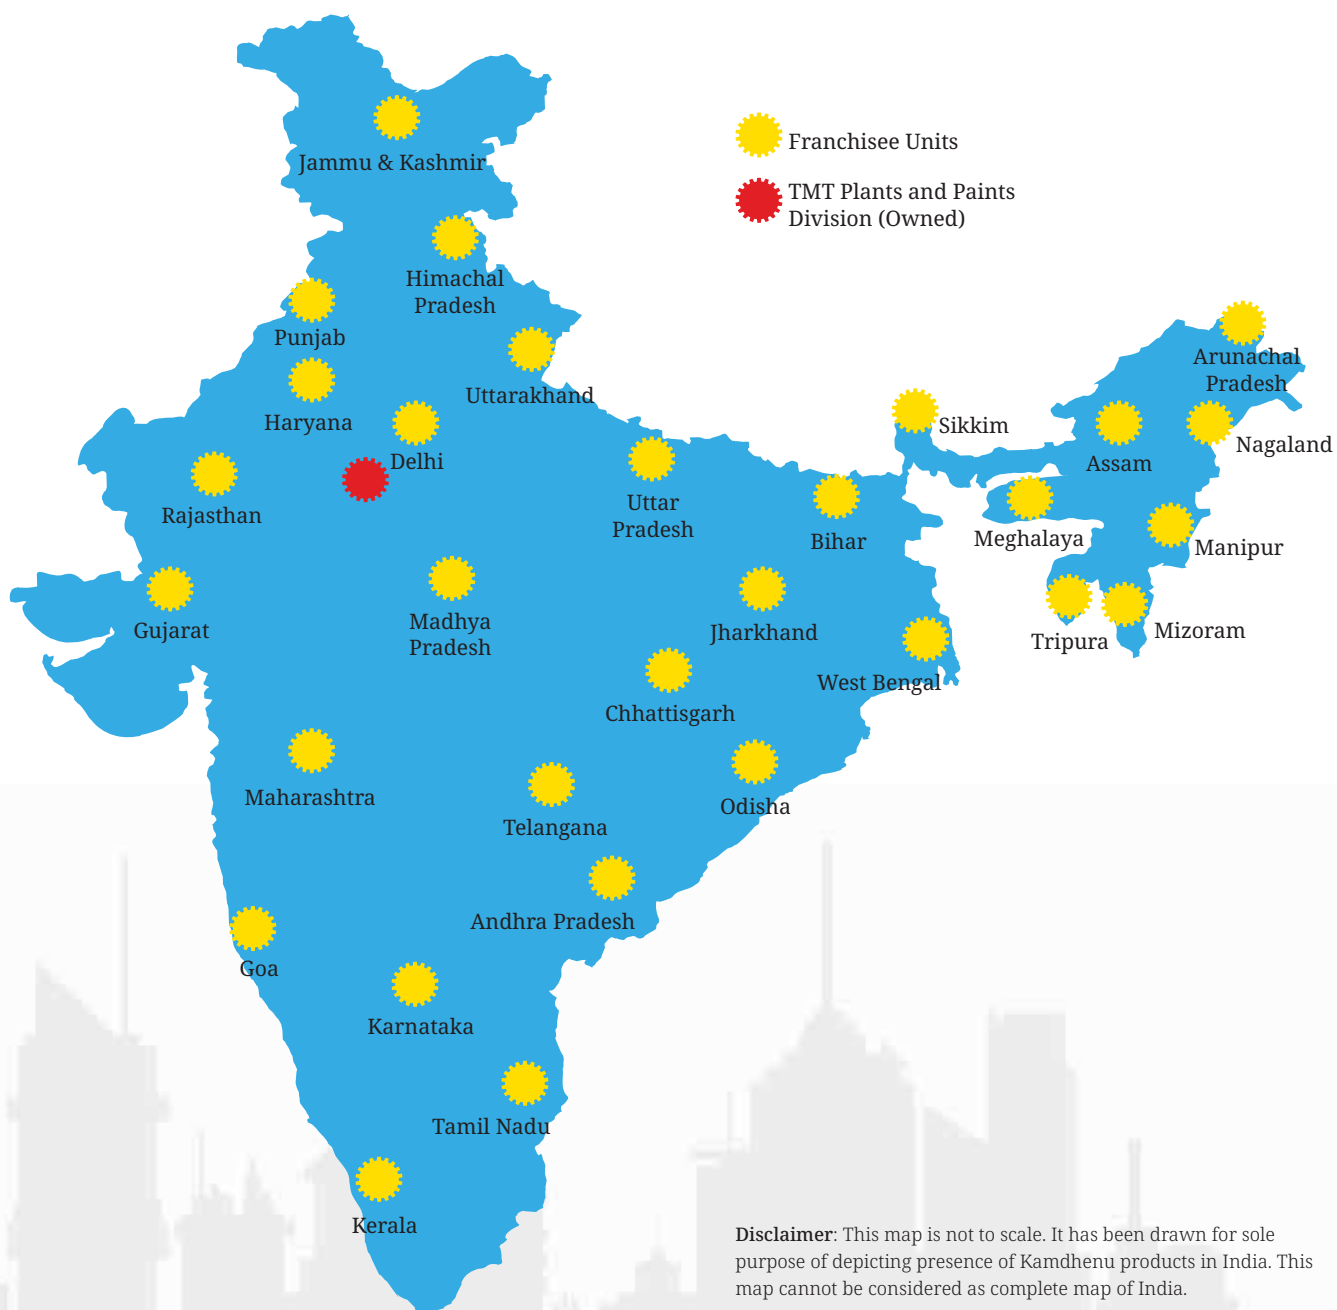 Franchisee Units
TMT Plants and Paints
Division (Owned)
Jammu & Kashmir
Himachal
Pradesh
Punjab
Uttarakhand
Haryana
Delhi
Rajasthan
Uttar
Pradesh
Bihar
Sikkim
Arunachal
Pradesh
Nagaland
Assam
Meghalaya
Manipur
Tripura
Mizoram
Gujarat
Madhya
Pradesh
Jharkhand
West Bengal
Chhattisgarh
Maharashtra
Telangana
Odisha
Andhra Pradesh
Goa
Karnataka
Tamil Nadu
Kerala
Disclaimer: This map is not to scale. It has been drawn for sole
purpose of depicting presence of Kamdhenu products in India. This
map cannot be considered as complete map of India.